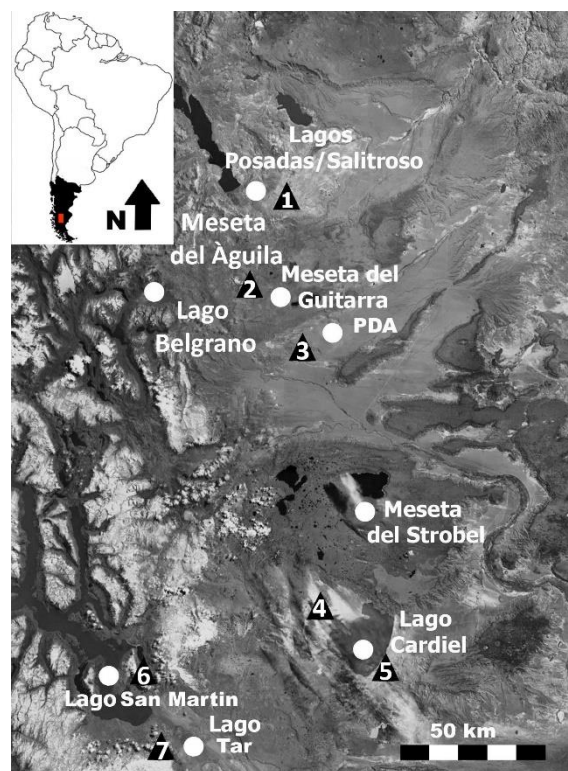 N
Lagos
Posadas/Salitroso
1
Meseta
del Àguila
2
Meseta del
Guitarra
Lago
Belgrano
PDA
3
Meseta
del Strobel
4
Lago
Cardiel
5
6
Lago San Martin
Lago
Tar
7
50 km